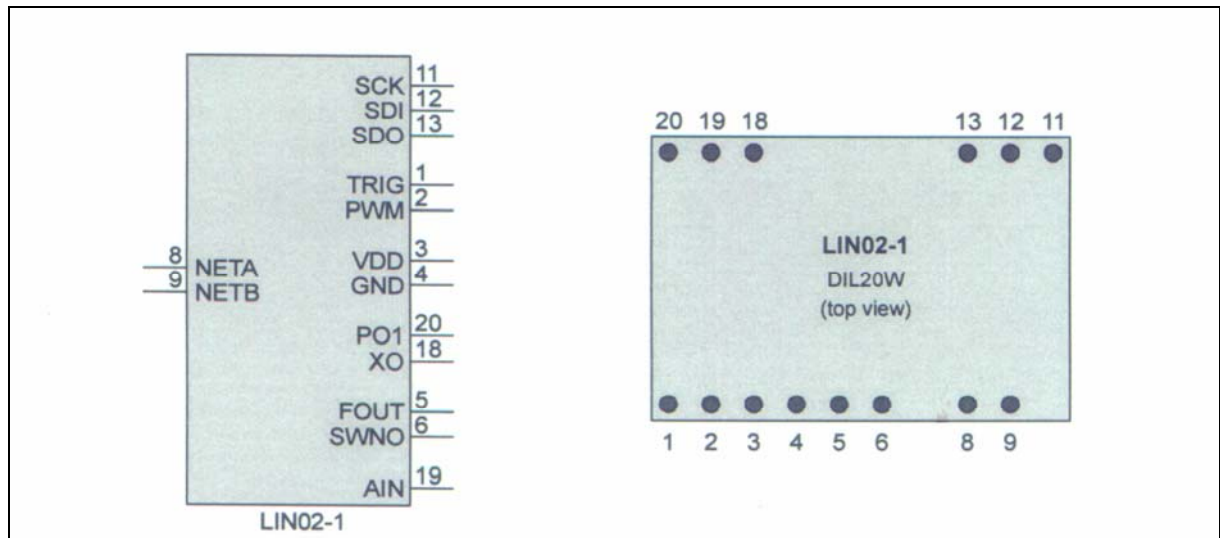 SCK 11
SDI 12
SDO 13
TRIG 1
PWM 2
8 NETA
9 NETB
VDD 3
GND 4
PO1 20
XO 18
FOUT 5
SWNO 6
AIN 19
LIN02-1
20 19 18 13 12 11
LIN02-1
DIL20W
(top view)
1 2 3 4 5 6 8 9